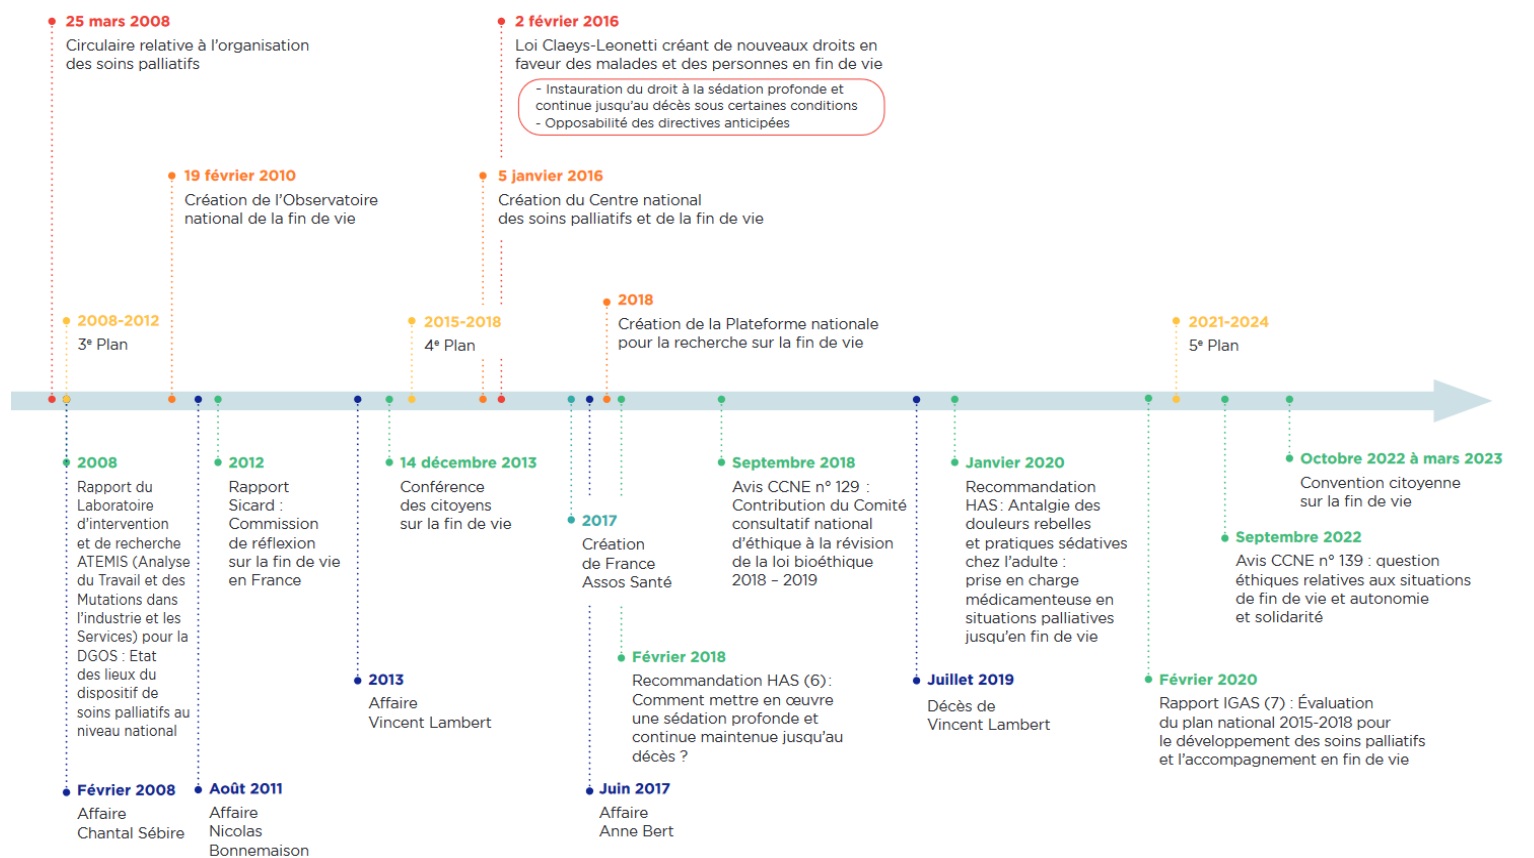 25 mars 2008
Circulaire relative à l'organisation
des soins palliatifs
2 février 2016
Loi Claeys-Leonetti créant de nouveaux droits en
faveur des malades et des personnes en fin de vie
- Instauration du droit à la sédation profonde et
continue jusqu'au décès sous certaines conditions
- Opposabilité des directives anticipées
19 février 2010
Création de l'Observatoire
national de la fin de vie
5 janvier 2016
Création du Centre national
des soins palliatifs et de la fin de vie
2008-2012
3e Plan
2015-2018
4e Plan
2018
Création de la Plateforme nationale
pour la recherche sur la fin de vie
2021-2024
5e Plan
2008
Rapport du
Laboratoire
d'intervention
et de recherche
ATEMIS (Analyse
du Travail et des
Mutations dans
l'industrie et les
Services) pour la
DGOS : Etat
des lieux du
dispositif de
soins palliatifs au
niveau national
2012
Rapport
Sicard :
Commission
de réflexion
sur la fin de vie
en France
14 décembre 2013
Conférence
des citoyens
sur la fin de vie
2017
Création
de France
Assos Santé
Septembre 2018
Avis CCNE n° 129 :
Contribution du Comité
consultatif national
d'éthique à la révision
de la loi bioéthique
2018 – 2019
Janvier 2020
Recommandation
HAS : Antalgie des
douleurs rebelles
et pratiques sédatives
chez l'adulte :
prise en charge
médicamenteuse en
situations palliatives
jusqu'en fin de vie
Octobre 2022 à mars 2023
Convention citoyenne
sur la fin de vie
Septembre 2022
Avis CCNE n° 139 : question
éthiques relatives aux situations
de fin de vie et autonomie
et solidarité
2013
Affaire
Vincent Lambert
Février 2018
Recommandation HAS (6) :
Comment mettre en œuvre
une sédation profonde et
continue maintenue jusqu'au
décès ?
Juillet 2019
Décès de
Vincent Lambert
Février 2020
Rapport IGAS (7) : Évaluation
du plan national 2015-2018 pour
le développement des soins palliatifs
et l'accompagnement en fin de vie
Février 2008
Affaire
Chantal Sébire
Août 2011
Affaire
Nicolas
Bonnemaison
Juin 2017
Affaire
Anne Bert